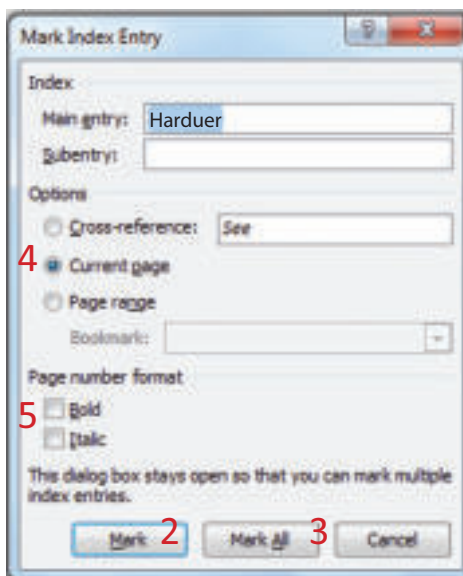 Mark Index Entry
Index
Main entry: Harduer
Subentry:
Options
Cross-reference: See
4 Current page
Page range
Bookmark:
Page number format
5 Bold
Italic
This dialog box stays open so that you can mark multiple
index entries.
Mark 2 Mark All 3 Cancel